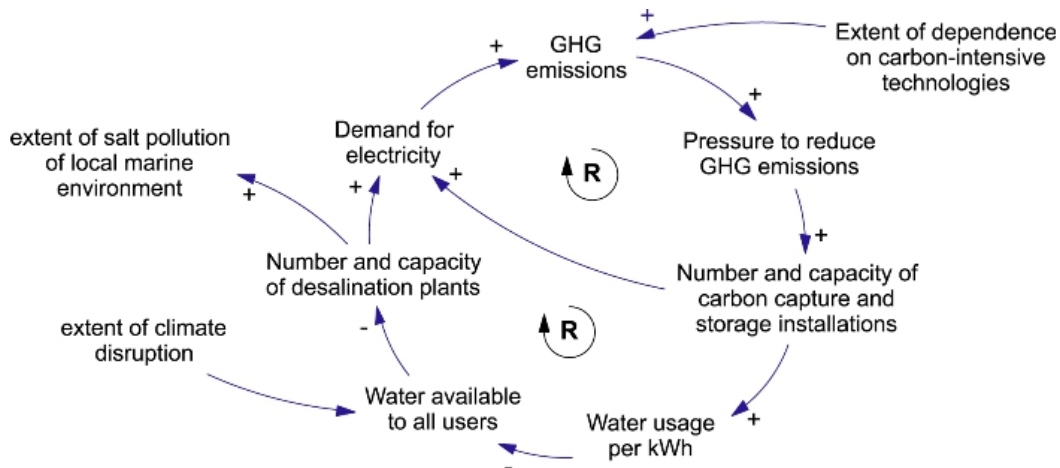 GHG
emissions
Extent of dependence
on carbon-intensive
technologies
extent of salt pollution
of local marine
environment
Demand for
electricity
Pressure to reduce
GHG emissions
R
Number and capacity
of desalination plants
Number and capacity of
carbon capture and
storage installations
R
extent of climate
disruption
Water available
to all users
Water usage
per kWh
+
+
+
+
+
+
+
+
-
+
-